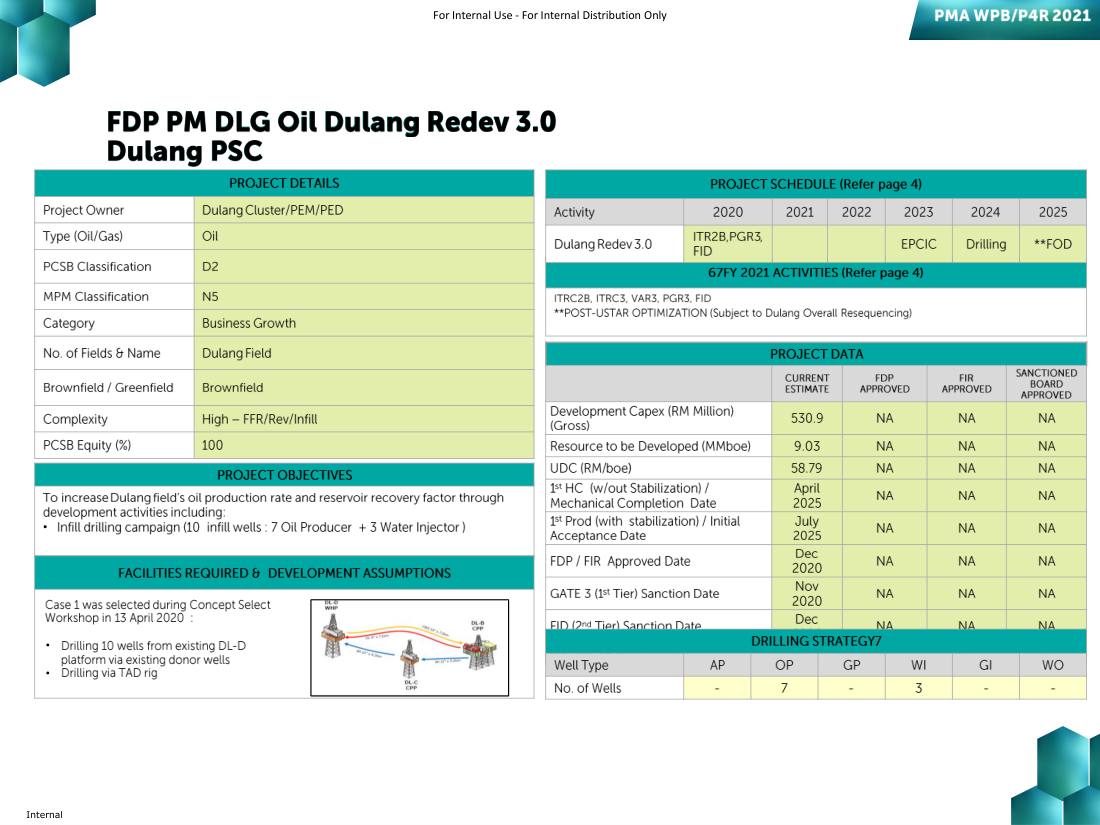 For Internal Use - For Internal Distribution Only
PMA WPB/P4R 2021
FDP PM DLG Oil Dulang Redev 3.0
Dulang PSC
PROJECT DETAILS
Project Owner Dulang Cluster/PEM/PED
Type (Oil/Gas) Oil
PCSB Classification D2
MPM Classification N5
Category Business Growth
No. of Fields & Name Dulang Field
Brownfield / Greenfield Brownfield
Complexity High – FFR/Rev/Infill
PCSB Equity (%) 100
PROJECT OBJECTIVES
To increase Dulang field's oil production rate and reservoir recovery factor through
development activities including:
• Infill drilling campaign (10 infill wells : 7 Oil Producer + 3 Water Injector )
FACILITIES REQUIRED & DEVELOPMENT ASSUMPTIONS
Case 1 was selected during Concept Select
Workshop in 13 April 2020 :
• Drilling 10 wells from existing DL-D
platform via existing donor wells
• Drilling via TAD rig
DL-D
WHP
DL-B
CPP
DL-C
CPP
PROJECT SCHEDULE (Refer page 4)
Activity 2020 2021 2022 2023 2024 2025
Dulang Redev 3.0 ITR2B,PGR3, FID EPCIC Drilling **FOD
67FY 2021 ACTIVITIES (Refer page 4)
ITRC2B, ITRC3, VAR3, PGR3, FID
**POST-USTAR OPTIMIZATION (Subject to Dulang Overall Resequencing)
PROJECT DATA
CURRENT ESTIMATE FDP APPROVED FIR APPROVED SANCTIONED BOARD APPROVED
Development Capex (RM Million) (Gross) 530.9 NA NA NA
Resource to be Developed (MMboe) 9.03 NA NA NA
UDC (RM/boe) 58.79 NA NA NA
1st HC (w/out Stabilization) / Mechanical Completion Date April 2025 NA NA NA
1st Prod (with stabilization) / Initial Acceptance Date July 2025 NA NA NA
FDP / FIR Approved Date Dec 2020 NA NA NA
GATE 3 (1st Tier) Sanction Date Nov 2020 NA NA NA
FID (2nd Tier) Sanction Date Dec NA NA NA
DRILLING STRATEGY7
Well Type AP OP GP WI GI WO
No. of Wells - 7 - 3 - -
Internal